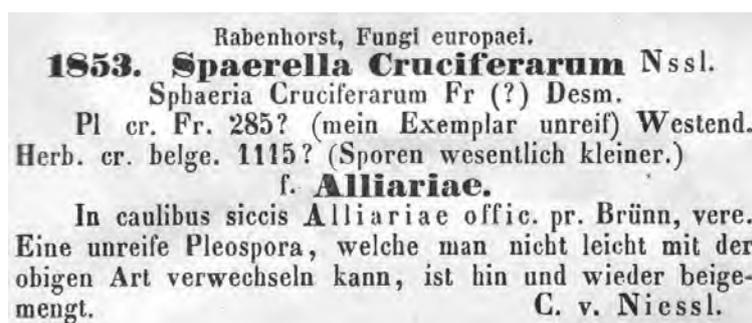 Rabenhorst, Fungi europaei.
1853. Spaerella Cruciferarum Nssl.
Sphaeria Cruciferarum Fr (?) Desm.
Pl cr. Fr. 285? (mein Exemplar unreif) Westend.
Herb. cr. belge. 1115? (Sporen wesentlich kleiner.)
f. Alliariae.
In caulibus siccis Alliariae offic. pr. Brünn, vere.
Eine unreife Pleospora, welche man nicht leicht mit der
obigen Art verwechseln kann, ist hin und wieder beige-
mengt. C. v. Niessl.